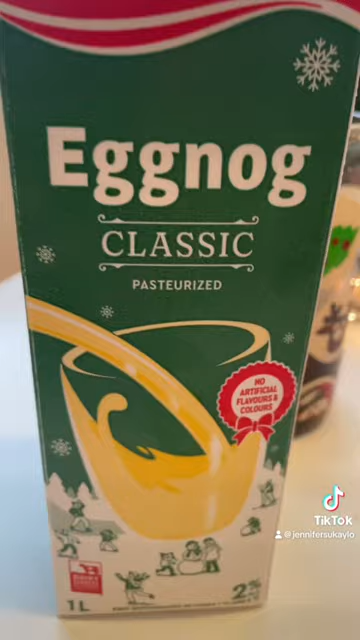 Eggnog
CLASSIC
PASTEURIZED
NO
ARTIFICIAL
FLAVOURS &
COLOURS
TikTok
@jennifersukaylo
2%
1L